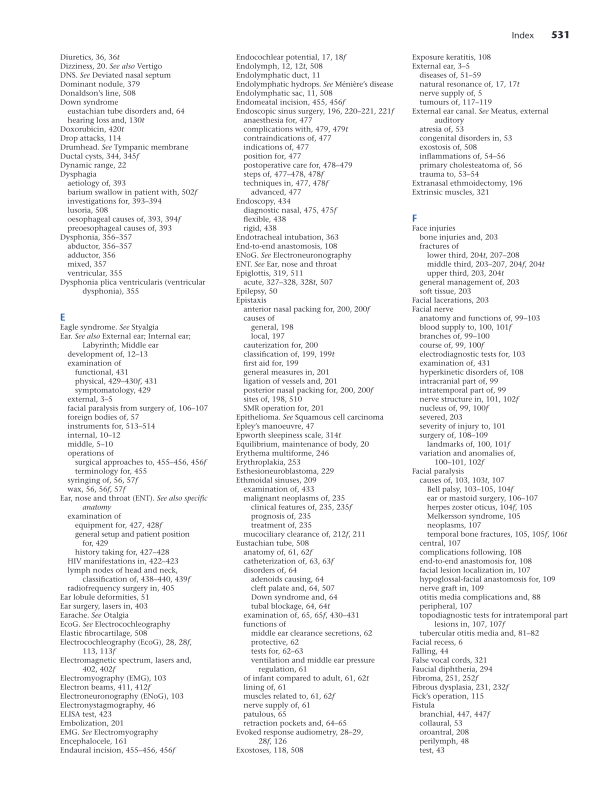 Index 531
Diuretics, 36, 36t
Dizziness, 20. See also Vertigo
DNS. See Deviated nasal septum
Dominant nodule, 379
Donaldson's line, 508
Down syndrome
eustachian tube disorders and, 64
hearing loss and, 130t
Doxorubicin, 420t
Drop attacks, 114
Drumhead. See Tympanic membrane
Ductal cysts, 344, 345f
Dynamic range, 22
Dysphagia
aetiology of, 393
barium swallow in patient with, 502f
investigations for, 393–394
lusoria, 508
oesophageal causes of, 393, 394f
preoesophageal causes of, 393
Dysphonia, 356–357
abductor, 356–357
adductor, 356
mixed, 357
ventricular, 355
Dysphonia plica ventricularis (ventricular
dysphonia), 355
E
Eagle syndrome. See Styalgia
Ear. See also External ear; Internal ear;
Labyrinth; Middle ear
development of, 12–13
examination of
functional, 431
physical, 429–430f, 431
symptomatology, 429
external, 3–5
facial paralysis from surgery of, 106–107
foreign bodies of, 57
instruments for, 513–514
internal, 10–12
middle, 5–10
operations of
surgical approaches to, 455–456, 456f
terminology for, 455
syringing of, 56, 57f
wax, 56, 56f, 57f
Ear, nose and throat (ENT). See also specific
anatomy
examination of
equipment for, 427, 428f
general setup and patient position
for, 429
history taking for, 427–428
HIV manifestations in, 422–423
lymph nodes of head and neck,
classification of, 438–440, 439f
radiofrequency surgery in, 405
Ear lobule deformities, 51
Ear surgery, lasers in, 403
Earache. See Otalgia
EcoG. See Electrocochleography
Elastic fibrocartilage, 508
Electrocochleography (EcoG), 28, 28f,
113, 113f
Electromagnetic spectrum, lasers and,
402, 402f
Electromyography (EMG), 103
Electron beams, 411, 412f
Electroneuronography (ENoG), 103
Electronystagmography, 46
ELISA test, 423
Embolization, 201
EMG. See Electromyography
Encephalocele, 161
Endaural incision, 455–456, 456f
Endocochlear potential, 17, 18f
Endolymph, 12, 12t, 508
Endolymphatic duct, 11
Endolymphatic hydrops. See Ménière's disease
Endolymphatic sac, 11, 508
Endomeatal incision, 455, 456f
Endoscopic sinus surgery, 196, 220–221, 221f
anaesthesia for, 477
complications with, 479, 479t
contraindications of, 477
indications of, 477
position for, 477
postoperative care for, 478–479
steps of, 477–478, 478f
techniques in, 477, 478f
advanced, 477
Endoscopy, 434
diagnostic nasal, 475, 475f
flexible, 438
rigid, 438
Endotracheal intubation, 363
End-to-end anastomosis, 108
ENoG. See Electroneuronography
ENT. See Ear, nose and throat
Epiglottis, 319, 511
acute, 327–328, 328t, 507
Epilepsy, 50
Epistaxis
anterior nasal packing for, 200, 200f
causes of
general, 198
local, 197
cauterization for, 200
classification of, 199, 199t
first aid for, 199
general measures in, 201
ligation of vessels and, 201
posterior nasal packing for, 200, 200f
sites of, 198, 510
SMR operation for, 201
Epithelioma. See Squamous cell carcinoma
Epley's manoeuvre, 47
Epworth sleepiness scale, 314t
Equilibrium, maintenance of body, 20
Erythema multiforme, 246
Erythroplakia, 253
Esthesioneuroblastoma, 229
Ethmoidal sinuses, 209
examination of, 433
malignant neoplasms of, 235
clinical features of, 235, 235f
prognosis of, 235
treatment of, 235
mucociliary clearance of, 212f, 211
Eustachian tube, 508
anatomy of, 61, 62f
catheterization of, 63, 63f
disorders of, 64
adenoids causing, 64
cleft palate and, 64, 507
Down syndrome and, 64
tubal blockage, 64, 64t
examination of, 65, 65f, 430–431
functions of
middle ear clearance secretions, 62
protective, 62
tests for, 62–63
ventilation and middle ear pressure
regulation, 61
of infant compared to adult, 61, 62t
lining of, 61
muscles related to, 61, 62f
nerve supply of, 61
patulous, 65
retraction pockets and, 64–65
Evoked response audiometry, 28–29,
28f, 126
Exostoses, 118, 508
Exposure keratitis, 108
External ear, 3–5
diseases of, 51–59
natural resonance of, 17, 17t
nerve supply of, 5
tumours of, 117–119
External ear canal. See Meatus, external
auditory
atresia of, 53
congenital disorders in, 53
exostosis of, 508
inflammations of, 54–56
primary cholesteatoma of, 56
trauma to, 53–54
Extranasal ethmoidectomy, 196
Extrinsic muscles, 321
F
Face injuries
bone injuries and, 203
fractures of
lower third, 204t, 207–208
middle third, 203–207, 204f, 204t
upper third, 203, 204t
general management of, 203
soft tissue, 203
Facial lacerations, 203
Facial nerve
anatomy and functions of, 99–103
blood supply to, 100, 101f
branches of, 99–100
course of, 99, 100f
electrodiagnostic tests for, 103
examination of, 431
hyperkinetic disorders of, 108
intracranial part of, 99
intratemporal part of, 99
nerve structure in, 101, 102f
nucleus of, 99, 100f
severed, 203
severity of injury to, 101
surgery of, 108–109
landmarks of, 100, 101f
variation and anomalies of,
100–101, 102f
Facial paralysis
causes of, 103, 103t, 107
Bell palsy, 103–105, 104f
ear or mastoid surgery, 106–107
herpes zoster oticus, 104f, 105
Melkersson syndrome, 105
neoplasms, 107
temporal bone fractures, 105, 105f, 106t
central, 107
complications following, 108
end-to-end anastomosis for, 108
facial lesion localization in, 107
hypoglossal-facial anastomosis for, 109
nerve graft in, 109
otitis media complications and, 88
peripheral, 107
topodiagnostic tests for intratemporal part
lesions in, 107, 107f
tubercular otitis media and, 81–82
Facial recess, 6
Falling, 44
False vocal cords, 321
Faucial diphtheria, 294
Fibroma, 251, 252f
Fibrous dysplasia, 231, 232f
Fick's operation, 115
Fistula
branchial, 447, 447f
collaural, 53
oroantral, 208
perilymph, 48
test, 43